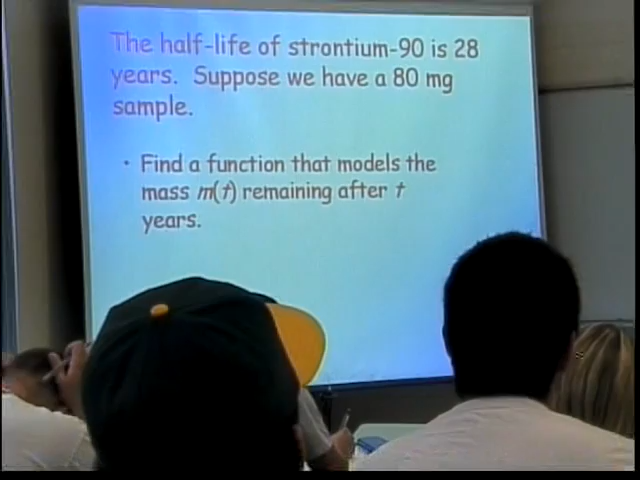 The half-life of strontium-90 is 28
years. Suppose we have a 80 mg
sample.
• Find a function that models the
mass m(t) remaining after t
years.